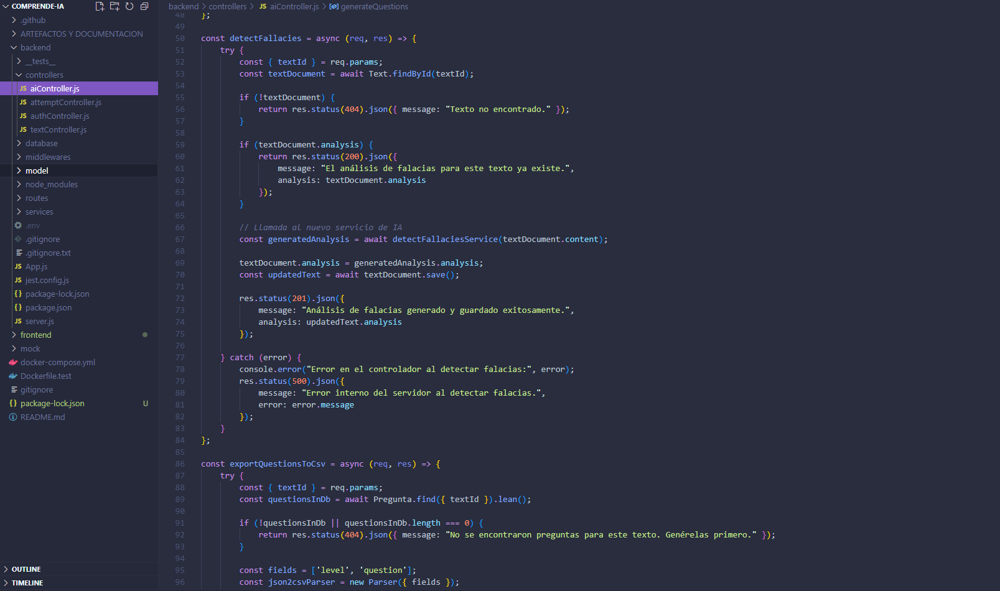 COMPRENDE-IA
.github
ARTEFACTOS Y DOCUMENTACION
backend
__tests__
controllers
JS aiController.js
JS attemptController.js
JS authController.js
JS textController.js
database
middlewares
model
node_modules
routes
services
.env
.gitignore
.gitignore.txt
JS App.js
JS jest.config.js
{} package-lock.json
{} package.json
JS server.js
frontend
mock
docker-compose.yml
Dockerfile.test
gitignore
{} package-lock.json U
README.md
OUTLINE
TIMELINE
backend > controllers > JS aiController.js > generateQuestions
48 };
49
50 const detectFallacies = async (req, res) => {
51 try {
52 const { textId } = req.params;
53 const textDocument = await Text.findById(textId);
54
55 if (!textDocument) {
56 return res.status(404).json({ message: "Texto no encontrado." });
57 }
58
59 if (textDocument.analysis) {
60 return res.status(200).json({
61 message: "El análisis de falacias para este texto ya existe.",
62 analysis: textDocument.analysis
63 });
64 }
65
66 // Llamada al nuevo servicio de IA
67 const generatedAnalysis = await detectFallaciesService(textDocument.content);
68
69 textDocument.analysis = generatedAnalysis.analysis;
70 const updatedText = await textDocument.save();
71
72 res.status(201).json({
73 message: "Análisis de falacias generado y guardado exitosamente.",
74 analysis: updatedText.analysis
75 });
76
77 } catch (error) {
78 console.error("Error en el controlador al detectar falacias:", error);
79 res.status(500).json({
80 message: "Error interno del servidor al detectar falacias.",
81 error: error.message
82 });
83 }
84 };
85
86 const exportQuestionsToCsv = async (req, res) => {
87 try {
88 const { textId } = req.params;
89 const questionsInDb = await Pregunta.find({ textId }).lean();
90
91 if (!questionsInDb || questionsInDb.length === 0) {
92 return res.status(404).json({ message: "No se encontraron preguntas para este texto. Genérelas primero." });
93 }
94
95 const fields = ['level', 'question'];
96 const json2csvParser = new Parser({ fields });